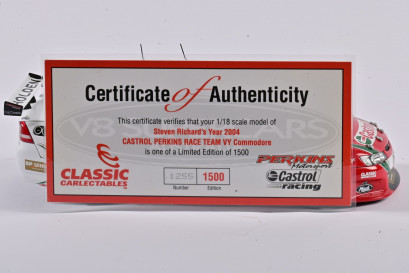 HOLDEN
Certificate of Authenticity
This certificate verifies that your 1/18 scale model of
Steven Richard's Year 2004
CASTROL PERKINS RACE TEAM VY Commodore
is one of a Limited Edition of 1500
CLASSIC
CARLECTABLES
1255
1500
Number
Edition
PERKINS
Motorsport
Castrol
racing